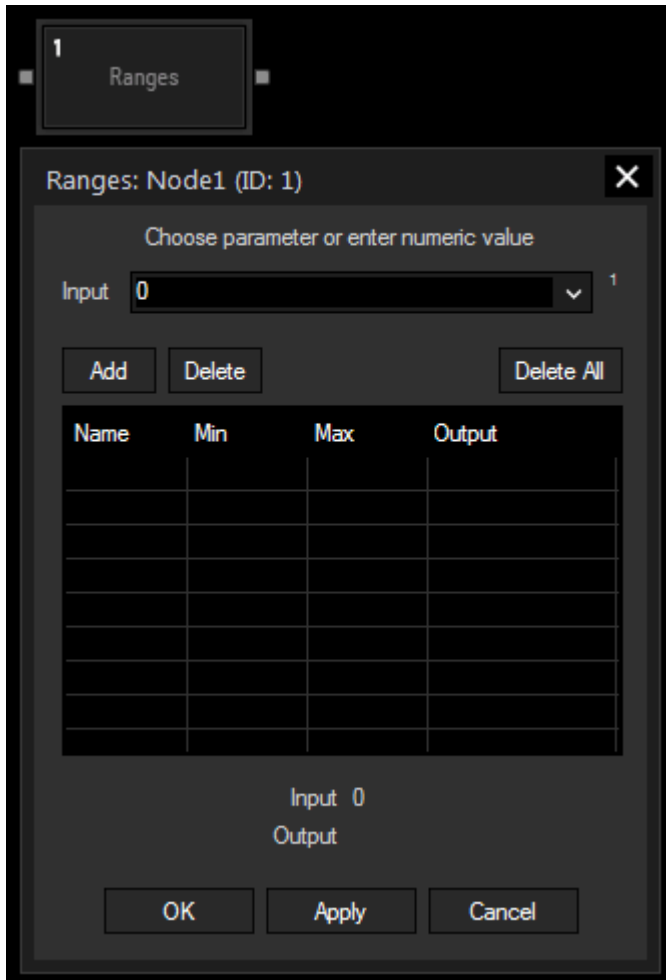 1
Ranges
Ranges: Node1 (ID: 1)
Choose parameter or enter numeric value
Input 0 1
Add Delete Delete All
Name Min Max Output
Input 0
Output
OK Apply Cancel